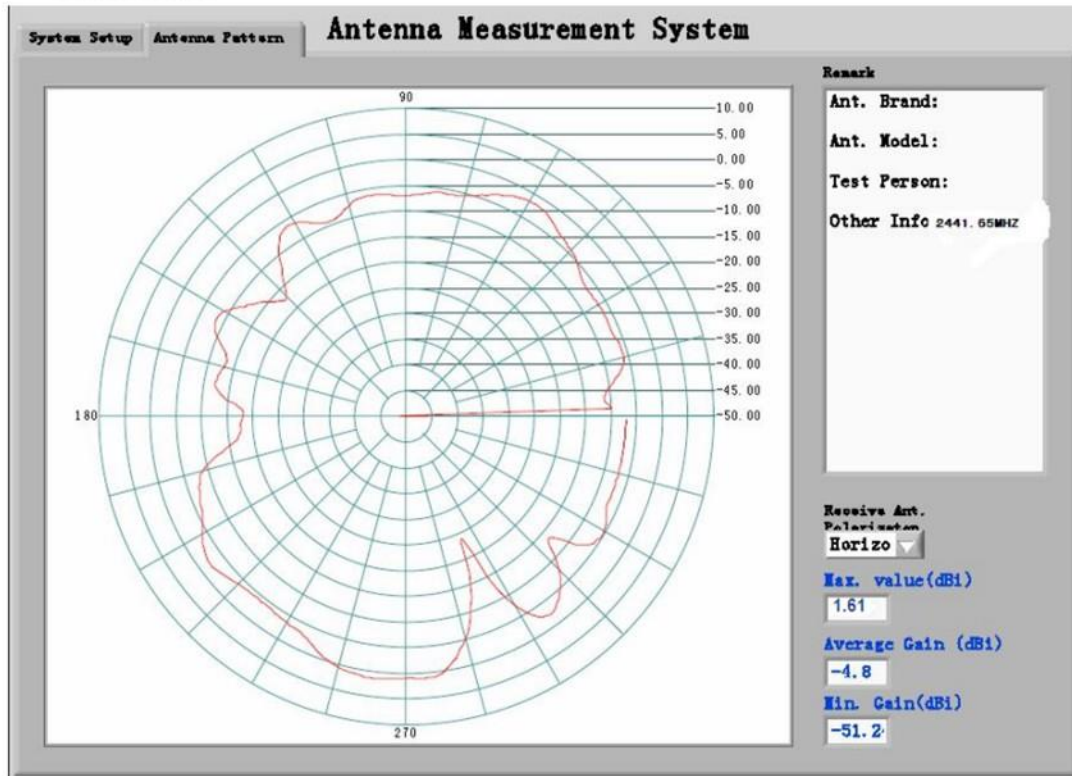 Antenna Measurement System
System Setup
Antenna Pattern
90
10.00
5.00
0.00
-5.00
-10.00
-15.00
-20.00
-25.00
-30.00
-35.00
-40.00
-45.00
-50.00
180
270
Remark
Ant. Brand:
Ant. Model:
Test Person:
Other Info 2441.65MHZ
Receive Ant.
Polarizaton
Horizo
Max. value(dBi)
1.61
Average Gain (dBi)
-4.8
Min. Gain(dBi)
-51.2